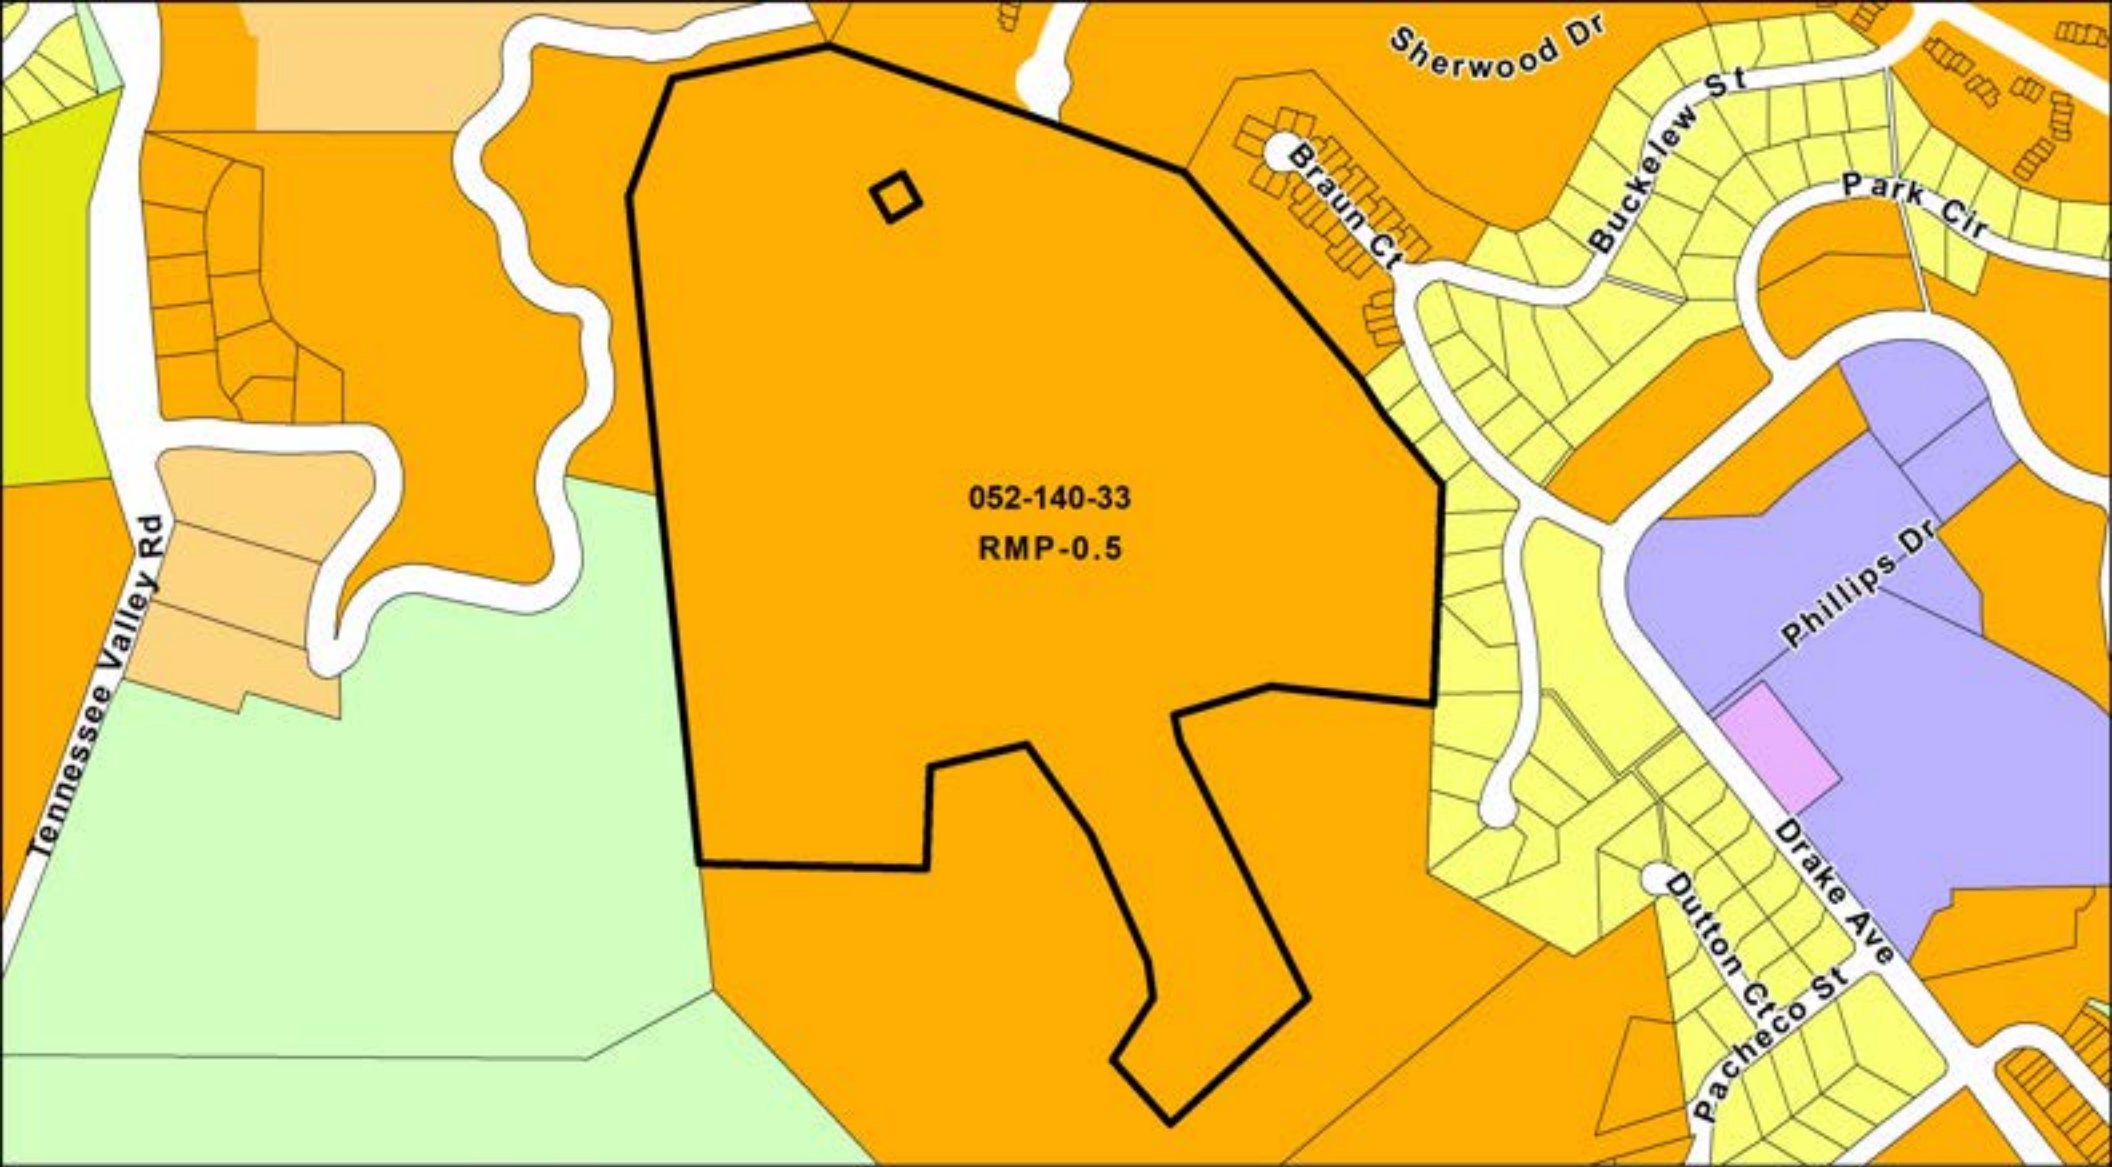 Sherwood Dr
Buckelew St
Braun Ct
Park Cir
052-140-33
RMP-0.5
Phillips Dr
Tennessee Valley Rd
Drake Ave
Dutton Ct
Pacheco St